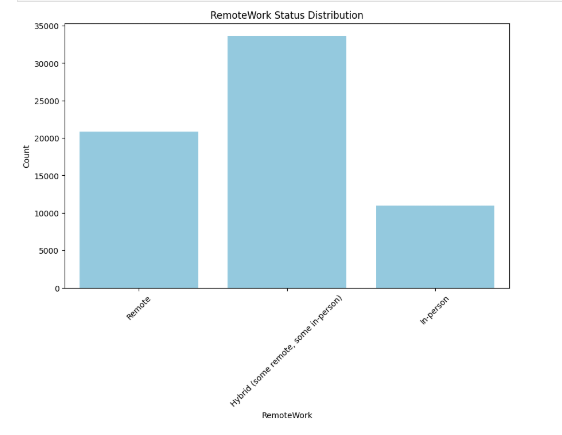 RemoteWork Status Distribution
35000
30000
25000
20000
15000
10000
5000
0
Count
Remote
Hybrid (some remote, some in-person)
In-person
RemoteWork